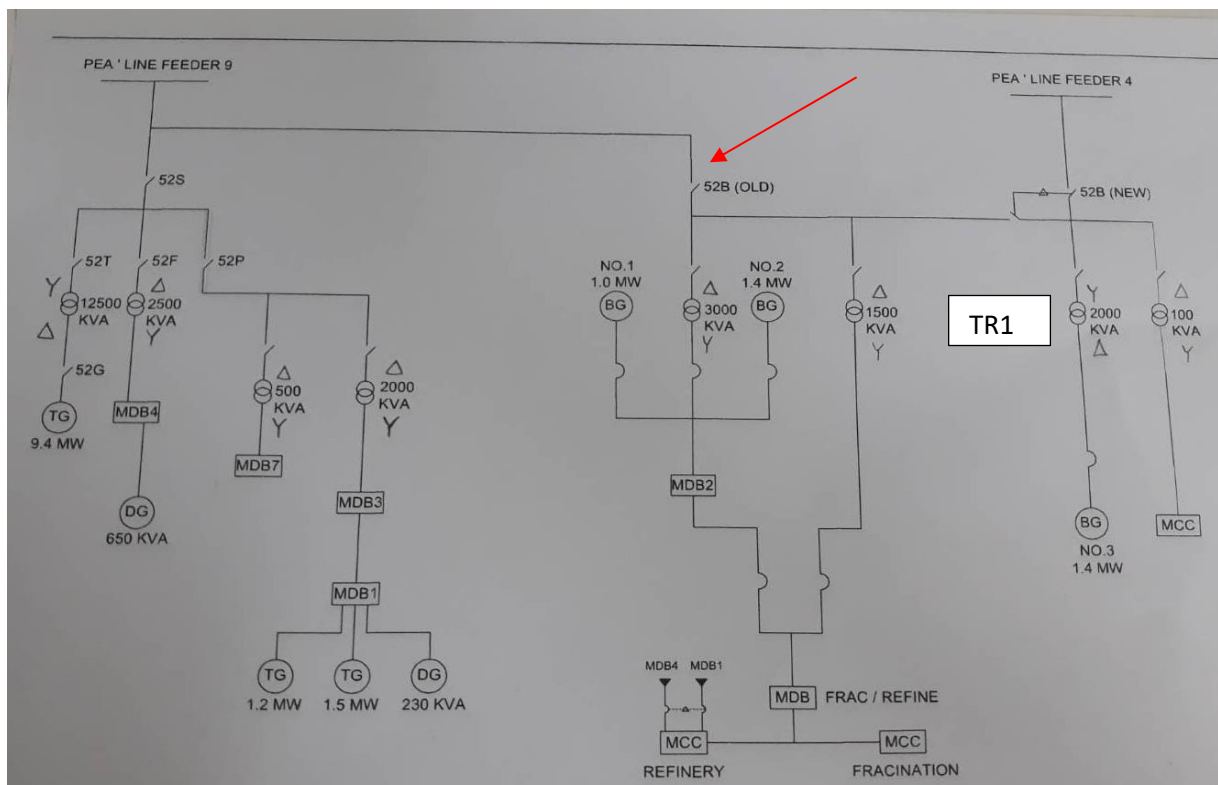 PEA ' LINE FEEDER 9
PEA ' LINE FEEDER 4
52S
52B (OLD)
52B (NEW)
52T
52F
52P
12500
KVA
2500
KVA
NO.1
1.0 MW
BG
3000
KVA
NO.2
1.4 MW
BG
1500
KVA
TR1
2000
KVA
100
KVA
52G
TG
9.4 MW
MDB4
500
KVA
2000
KVA
MDB7
DG
650 KVA
MDB3
MDB2
BG
NO.3
1.4 MW
MCC
MDB1
TG
1.2 MW
TG
1.5 MW
DG
230 KVA
MDB4
MDB1
MDB
FRAC / REFINE
MCC
REFINERY
MCC
FRACINATION